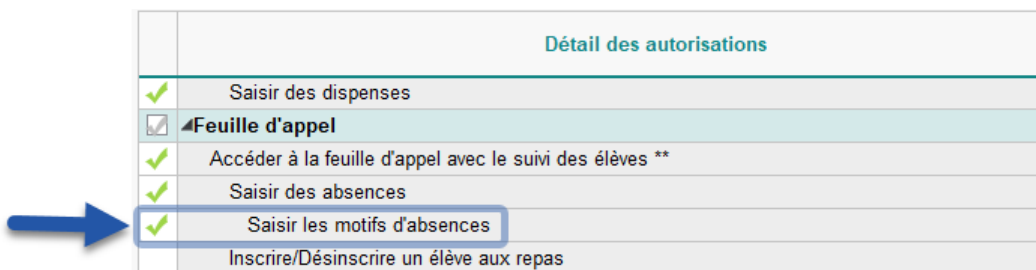 Détail des autorisations
Saisir des dispenses
Feuille d'appel
Accéder à la feuille d'appel avec le suivi des élèves **
Saisir des absences
Saisir les motifs d'absences
Inscrire/Désinscrire un élève aux repas